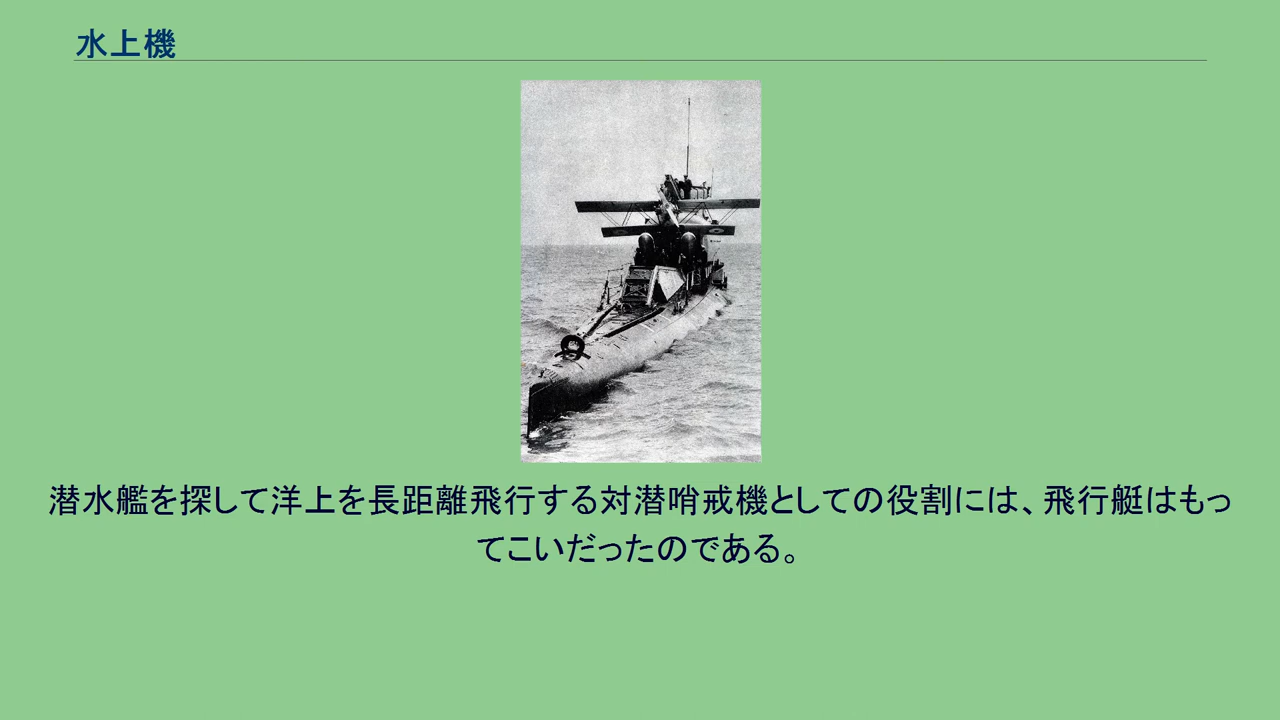 水上機
潜水艦を探して洋上を長距離飛行する対潜哨戒機としての役割には、飛行艇はもっ
てこいだったのである。